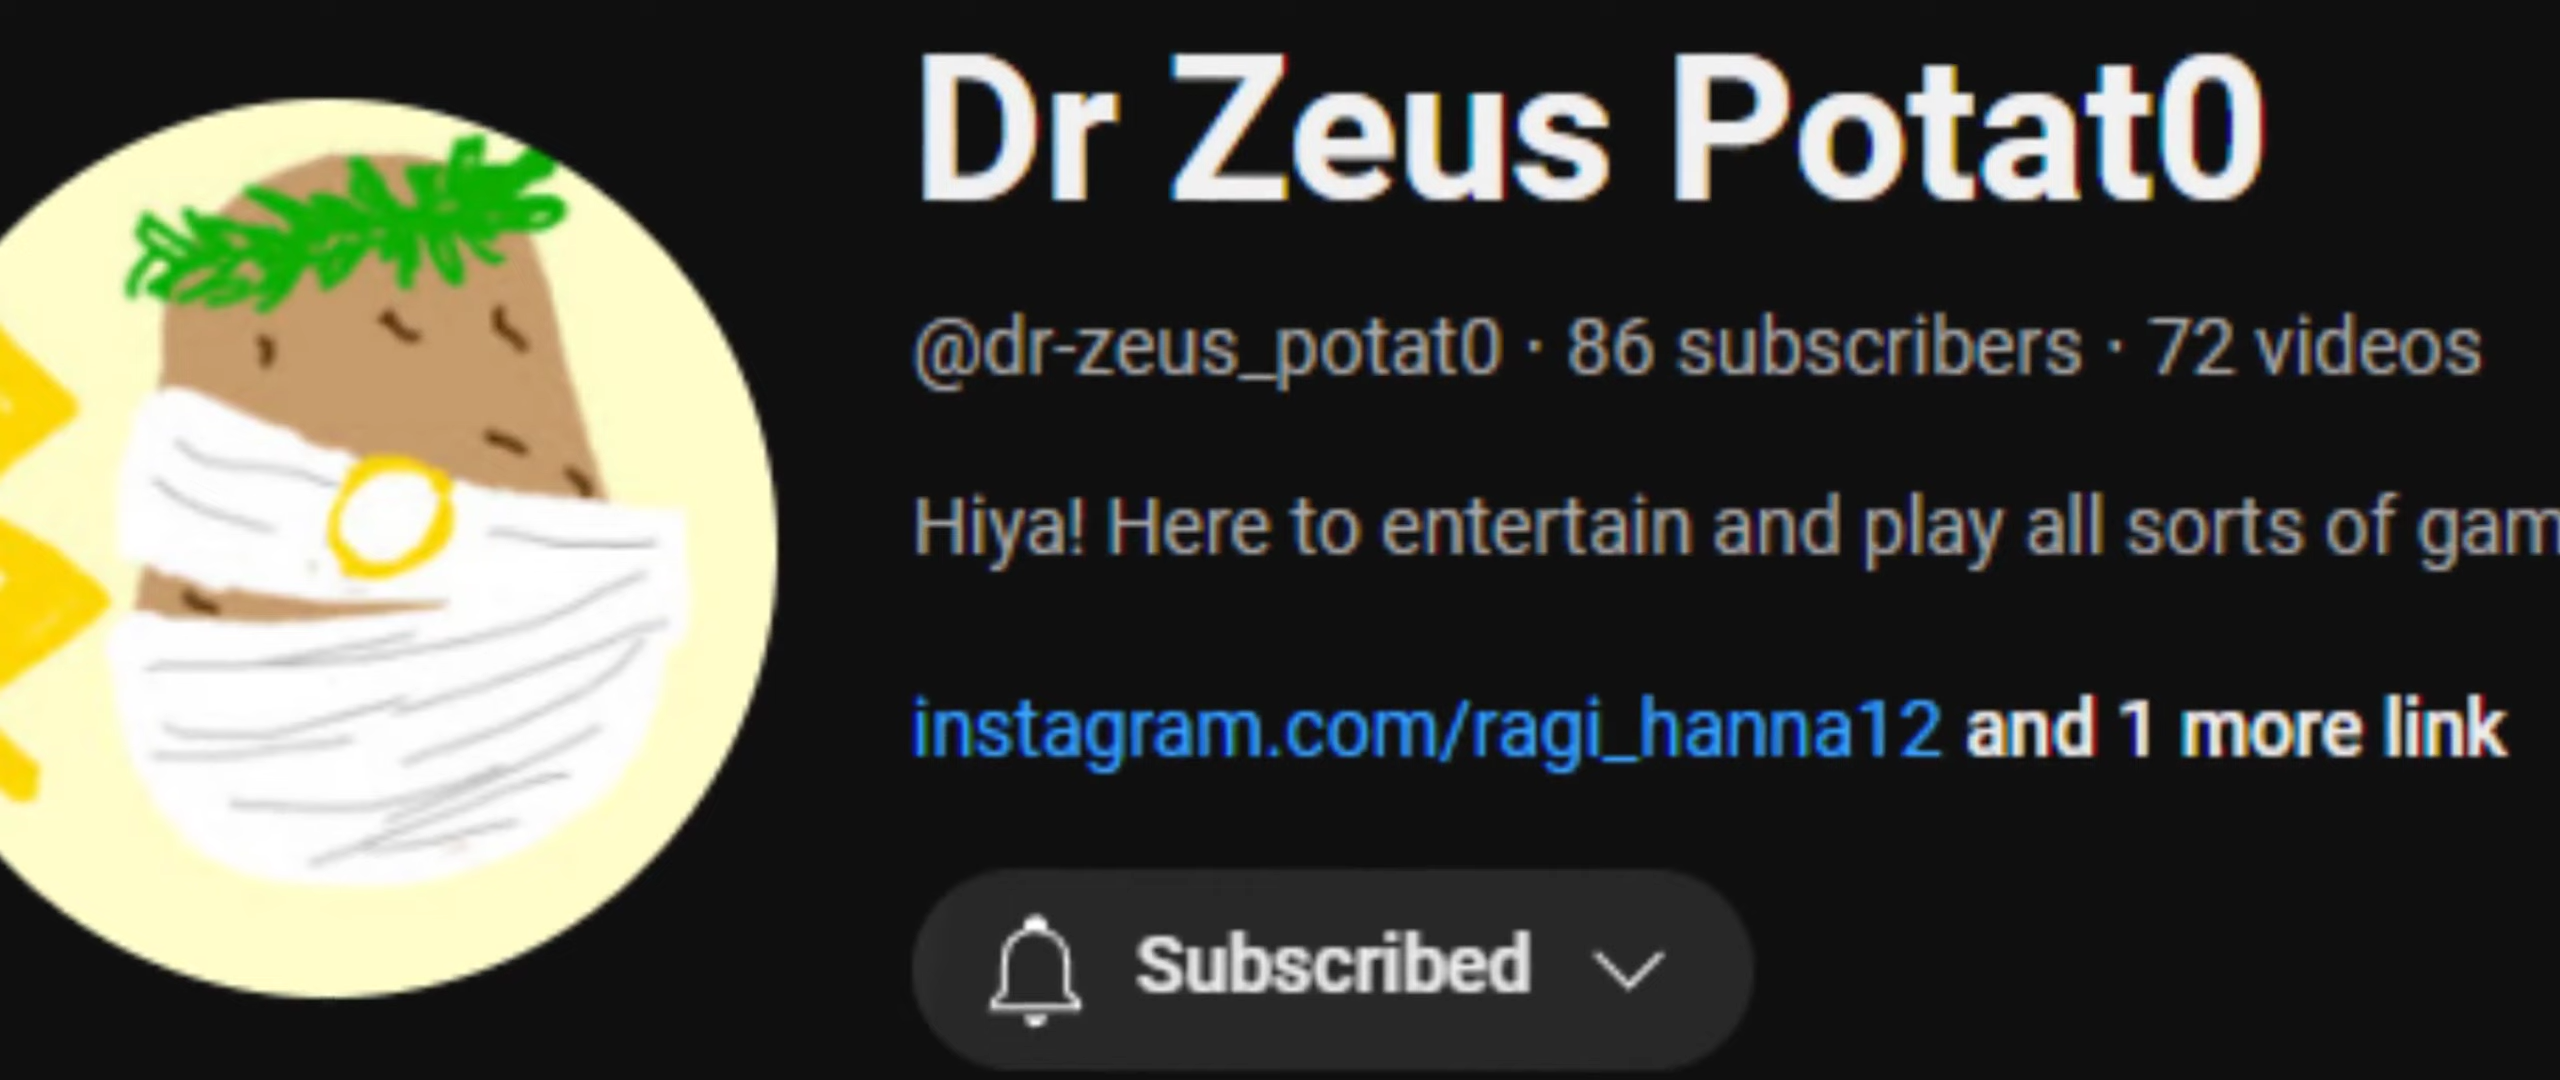 Dr Zeus Potat0
@dr-zeus_potat0 · 86 subscribers · 72 videos
Hiya! Here to entertain and play all sorts of gam
instagram.com/ragi_hanna12 and 1 more link
Subscribed